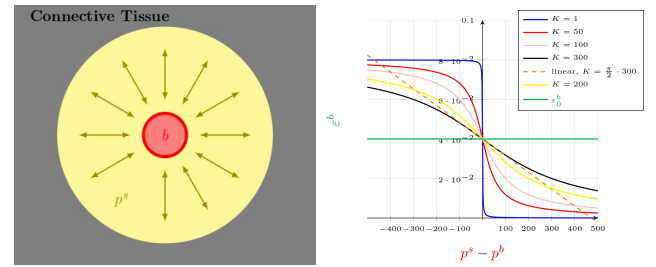 Connective Tissue
b
p^s
0.1
8 · 10^-2
6 · 10^-2
4 · 10^-2
2 · 10^-2
ε^b
−400 −300 −200 −100 100 200 300 400 500
p^s − p^b
K = 1
K = 50
K = 100
K = 300
linear, K = π/2 · 300
K = 200
ε_0^b